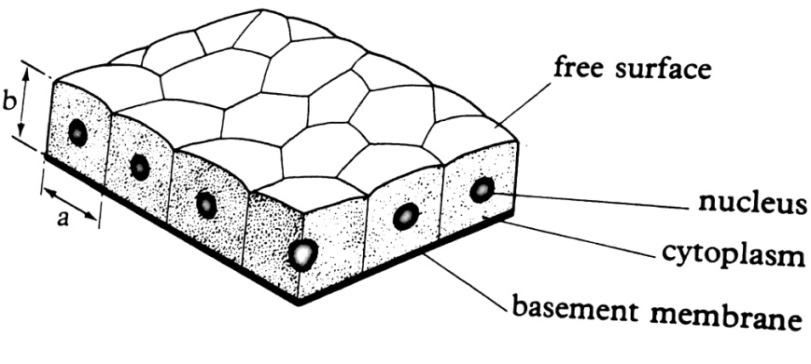 free surface
b
nucleus
a
cytoplasm
basement membrane